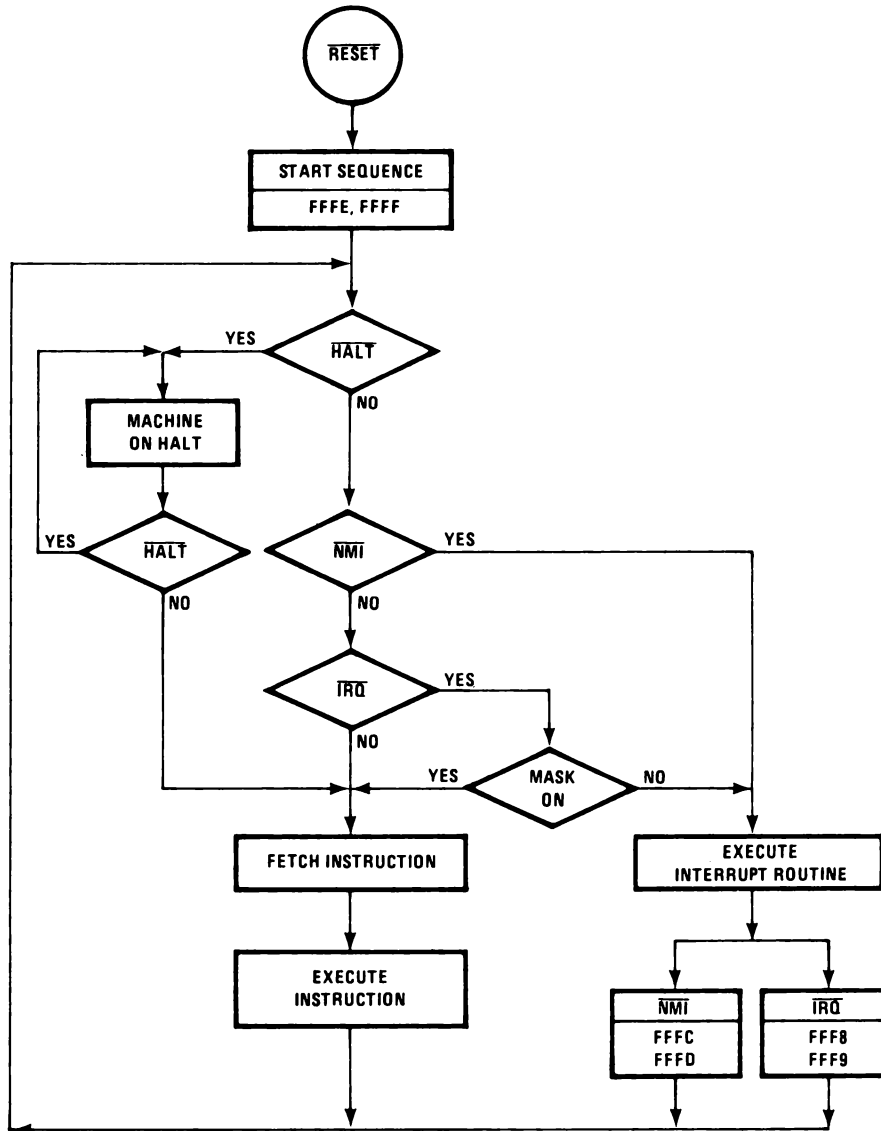 RESET
START SEQUENCE
FFFE, FFFF
YES
HALT
NO
MACHINE
ON HALT
YES
HALT
NO
NMI
YES
NO
IRQ
YES
NO
YES
MASK
ON
NO
FETCH INSTRUCTION
EXECUTE
INTERRUPT ROUTINE
EXECUTE
INSTRUCTION
NMI
FFFC
FFFD
IRQ
FFF8
FFF9